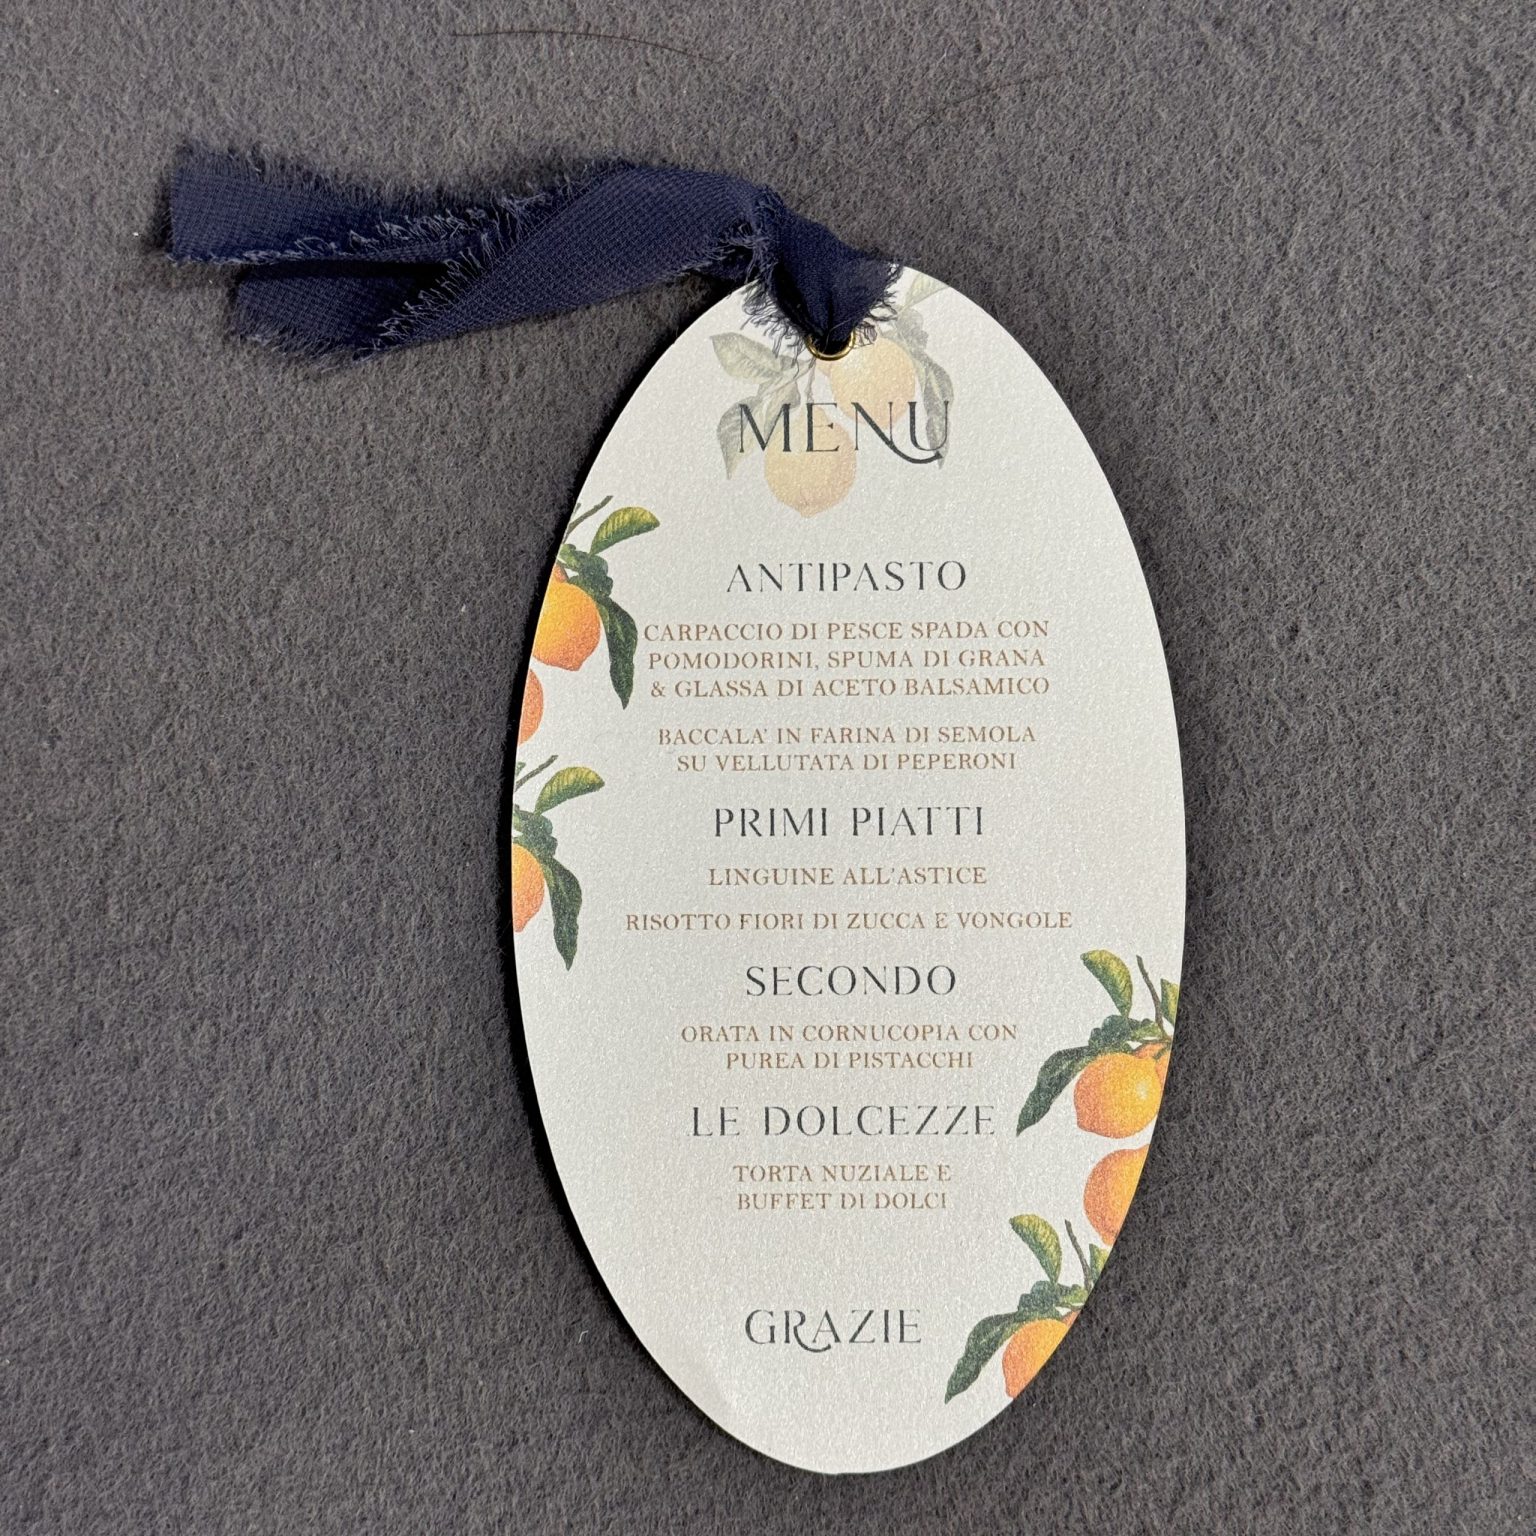 MENU
ANTIPASTO
CARPACCIO DI PESCE SPADA CON
POMODORINI, SPUMA DI GRANA
& GLASSA DI ACETO BALSAMICO
BACCALA' IN FARINA DI SEMOLA
SU VELLUTATA DI PEPERONI
PRIMI PIATTI
LINGUINE ALL'ASTICE
RISOTTO FIORI DI ZUCCA E VONGOLE
SECONDO
ORATA IN CORNUCOPIA CON
PUREA DI PISTACCHI
LE DOLCEZZE
TORTA NUZIALE E
BUFFET DI DOLCI
GRAZIE